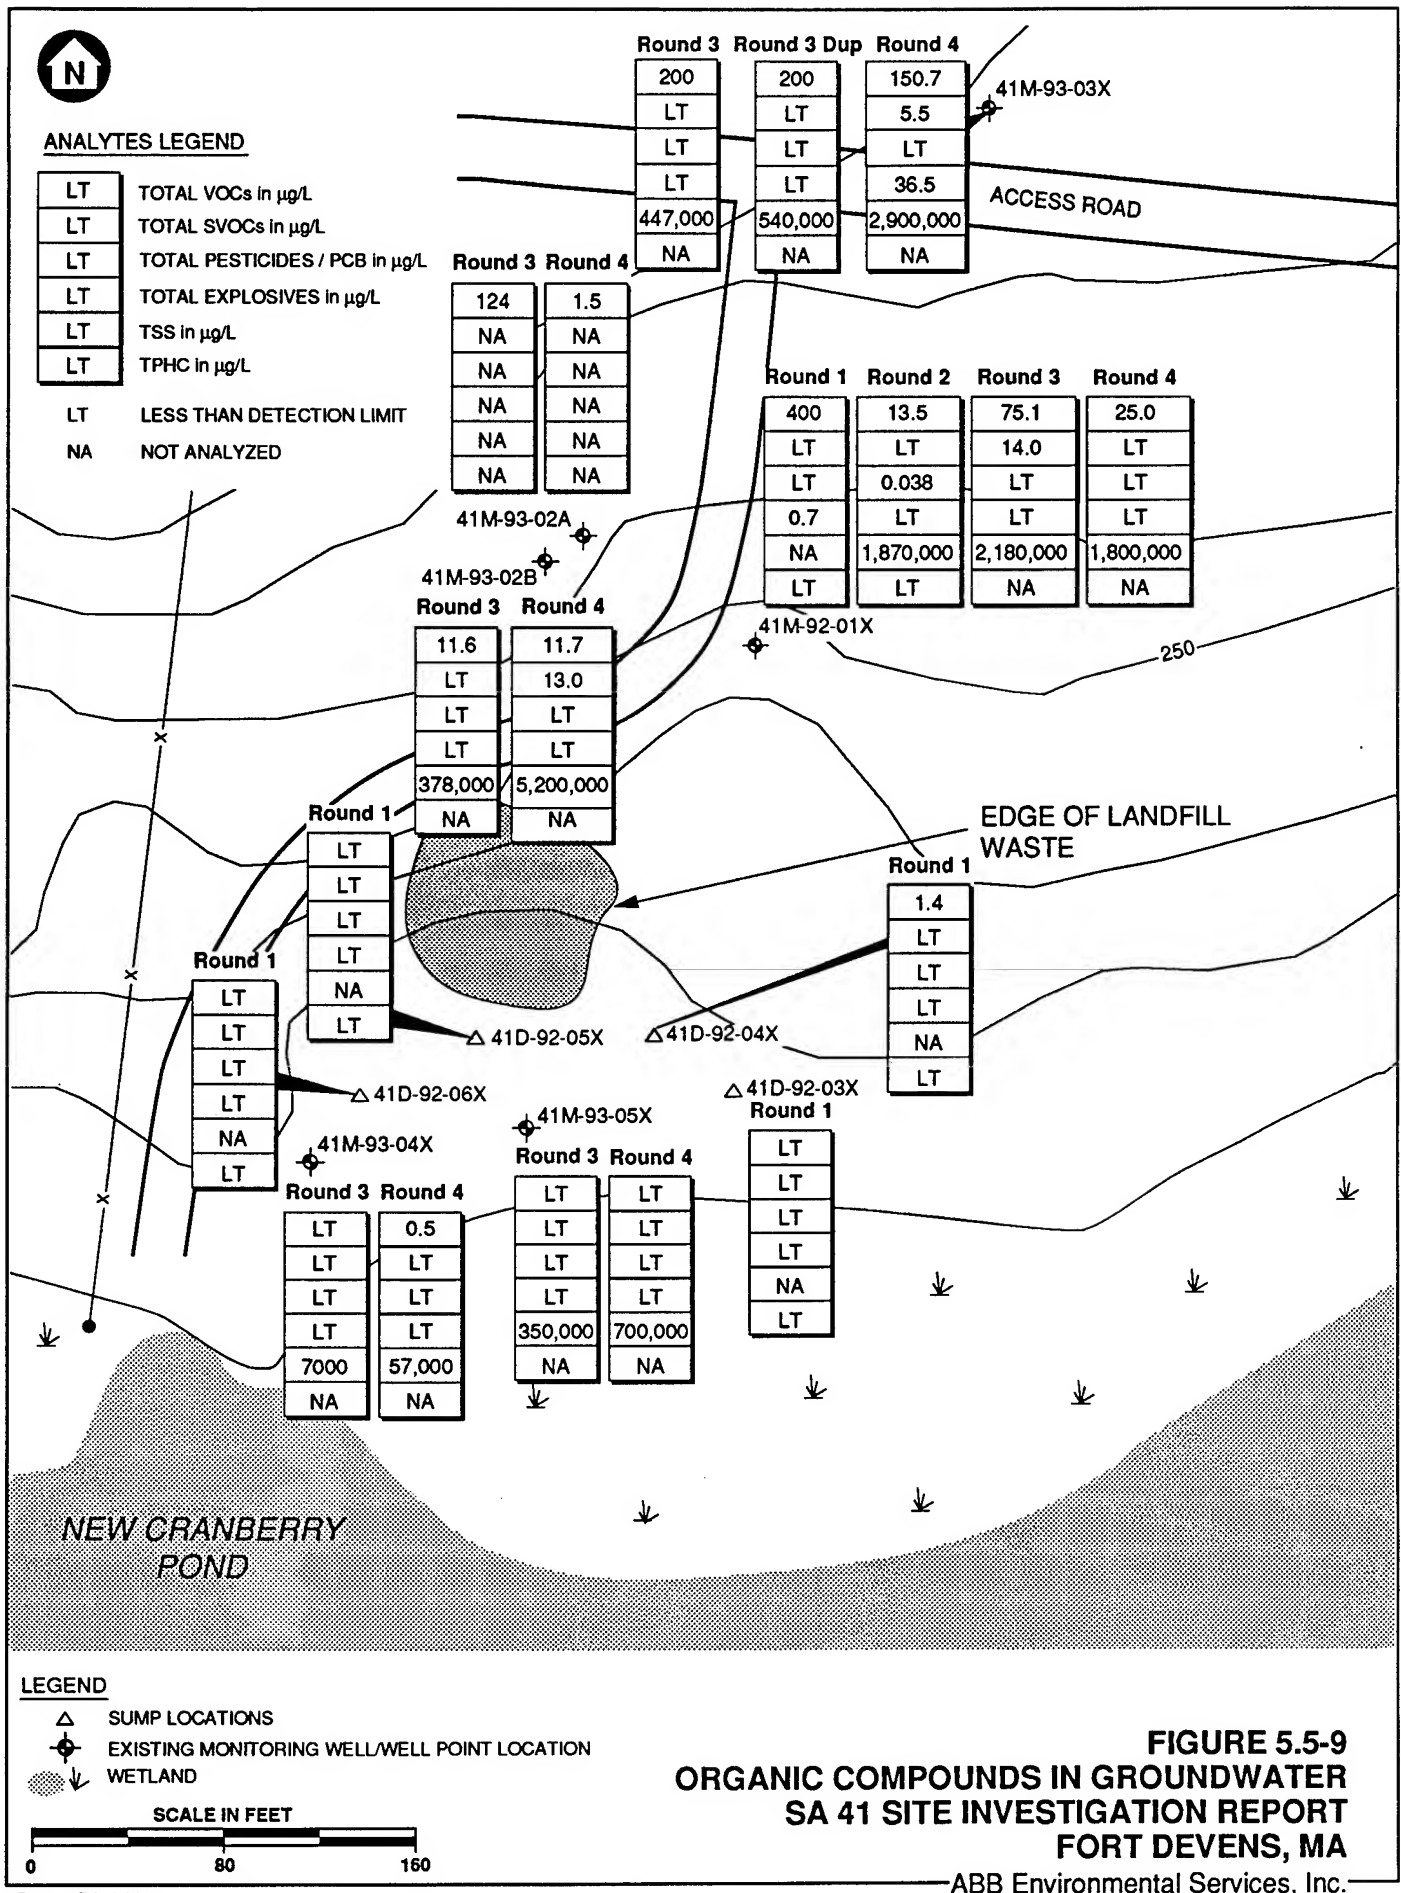 N
ANALYTES LEGEND
LT TOTAL VOCs in µg/L
LT TOTAL SVOCs in µg/L
LT TOTAL PESTICIDES / PCB in µg/L
LT TOTAL EXPLOSIVES in µg/L
LT TSS in µg/L
LT TPHC in µg/L
LT LESS THAN DETECTION LIMIT
NA NOT ANALYZED
Round 3 Round 3 Dup Round 4
200 200 150.7
LT LT 5.5
LT LT LT
LT LT 36.5
447,000 540,000 2,900,000
NA NA NA
41M-93-03X
ACCESS ROAD
Round 3 Round 4
124 1.5
NA NA
NA NA
NA NA
NA NA
NA NA
41M-93-02A
41M-93-02B
Round 1 Round 2 Round 3 Round 4
400 13.5 75.1 25.0
LT LT 14.0 LT
LT 0.038 LT LT
0.7 LT LT LT
NA 1,870,000 2,180,000 1,800,000
LT LT NA NA
41M-92-01X
250
Round 3 Round 4
11.6 11.7
LT 13.0
LT LT
LT LT
378,000 5,200,000
NA NA
EDGE OF LANDFILL
WASTE
Round 1
LT
LT
LT
LT
NA
LT
41D-92-05X
Round 1
1.4
LT
LT
LT
NA
LT
41D-92-04X
Round 1
LT
LT
LT
LT
NA
LT
41D-92-06X
41D-92-03X
Round 1
LT
LT
LT
LT
NA
LT
41M-93-05X
Round 3 Round 4
LT LT
LT LT
LT LT
LT LT
350,000 700,000
NA NA
41M-93-04X
Round 3 Round 4
LT 0.5
LT LT
LT LT
LT LT
7000 57,000
NA NA
x
x
x
NEW CRANBERRY
POND
LEGEND
SUMP LOCATIONS
EXISTING MONITORING WELL/WELL POINT LOCATION
WETLAND
SCALE IN FEET
0 80 160
FIGURE 5.5-9
ORGANIC COMPOUNDS IN GROUNDWATER
SA 41 SITE INVESTIGATION REPORT
FORT DEVENS, MA
ABB Environmental Services, Inc.